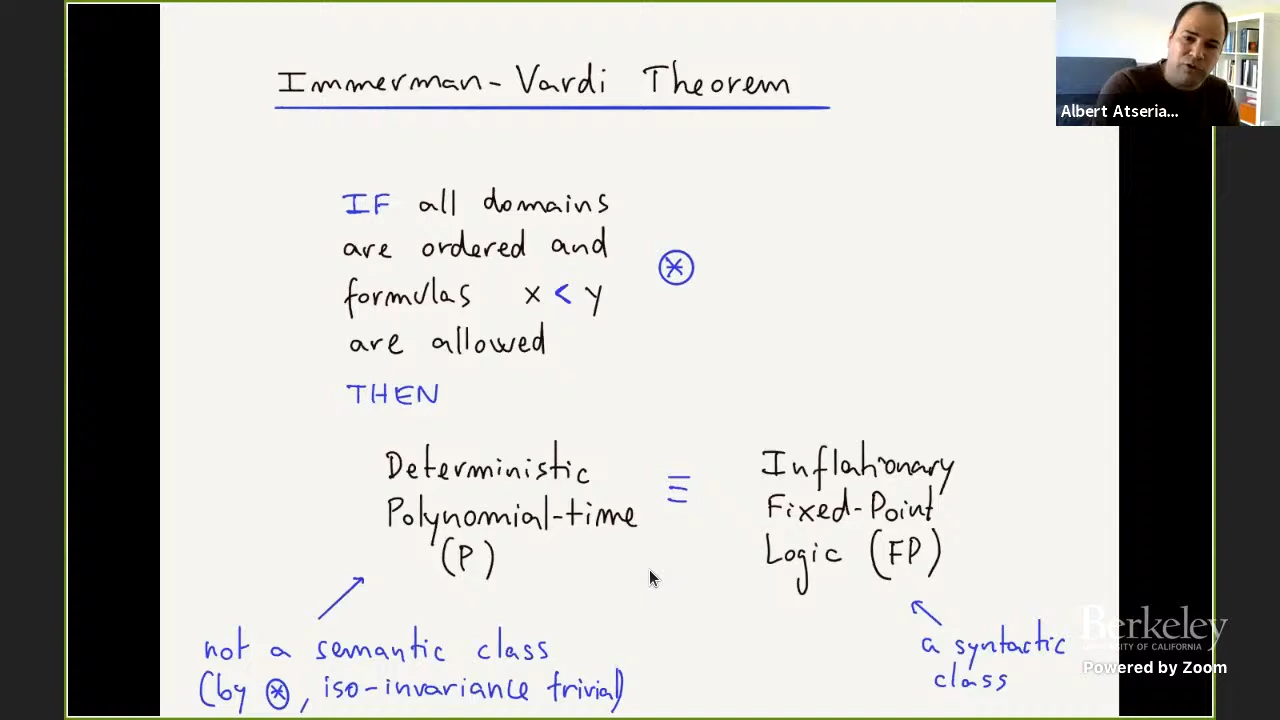 Immerman-Vardi Theorem
Albert Atseria...
IF all domains
are ordered and
formulas x < y
are allowed
⊛
THEN
Deterministic
Polynomial-time
(P)
≡
Inflationary
Fixed-Point
Logic (FP)
not a semantic class
(by ⊛, iso-invariance trivial)
a syntactic
class
Berkeley
UNIVERSITY OF CALIFORNIA
Powered by Zoom